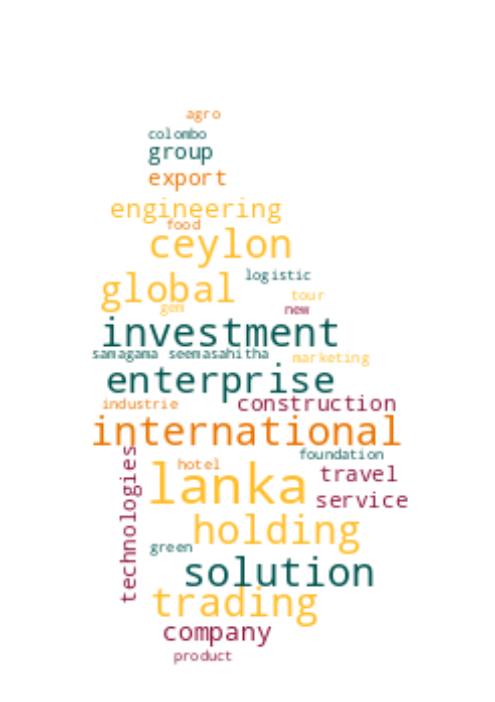 agro
colombo
group
export
engineering
food
ceylon
logistic
global
tour
gem
new
investment
samagama seemasahitha
marketing
enterprise
industrie
construction
international
technologies
foundation
hotel
travel
lanka
service
holding
green
solution
trading
company
product